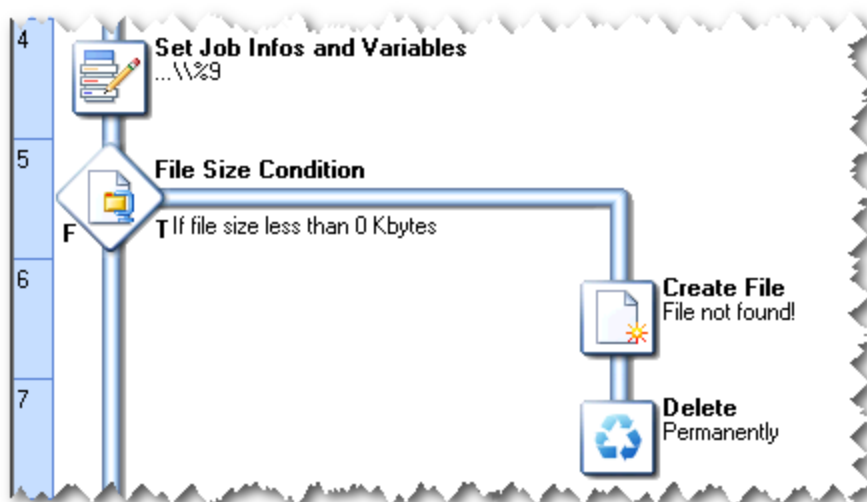 4
Set Job Infos and Variables
...\\%9
5
File Size Condition
F
T If file size less than 0 Kbytes
6
Create File
File not found!
7
Delete
Permanently